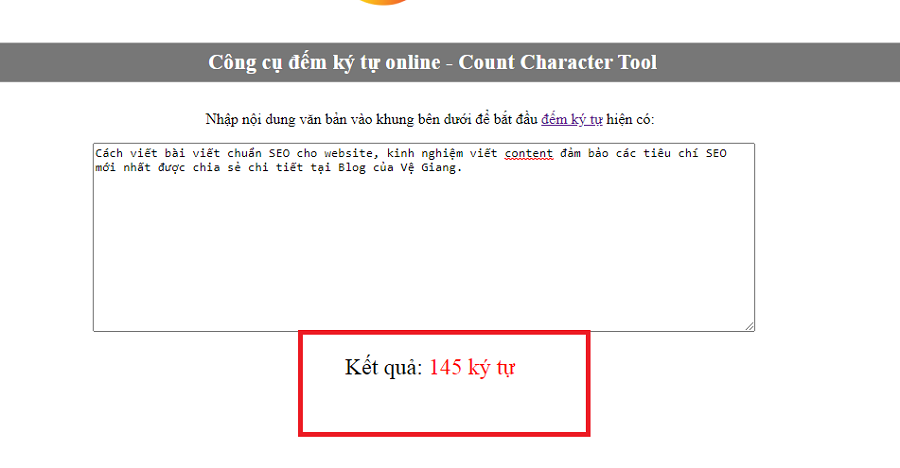 Công cụ đếm ký tự online - Count Character Tool
Nhập nội dung văn bản vào khung bên dưới để bắt đầu đếm ký tự hiện có:
Cách viết bài viết chuẩn SEO cho website, kinh nghiệm viết content đảm bảo các tiêu chí SEO
mới nhất được chia sẻ chi tiết tại Blog của Vệ Giang.
Kết quả: 145 ký tự